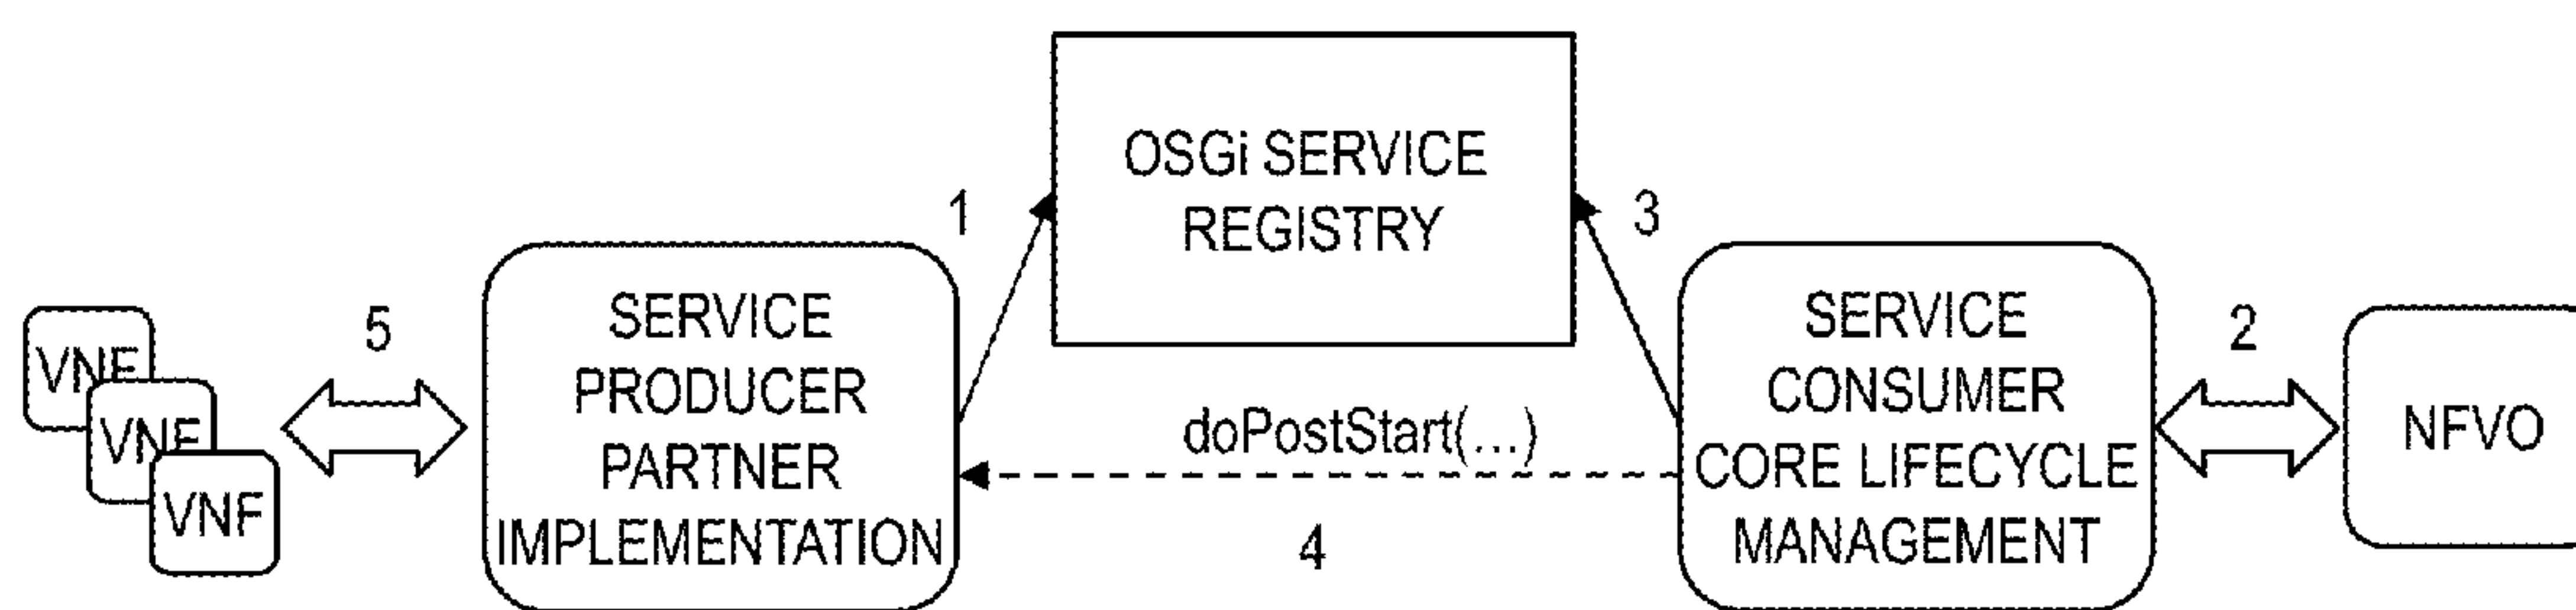 OSGi SERVICE
REGISTRY
1
3
5
2
VNF
VNF
VNF
SERVICE
PRODUCER
PARTNER
IMPLEMENTATION
doPostStart(...)
4
SERVICE
CONSUMER
CORE LIFECYCLE
MANAGEMENT
NFVO